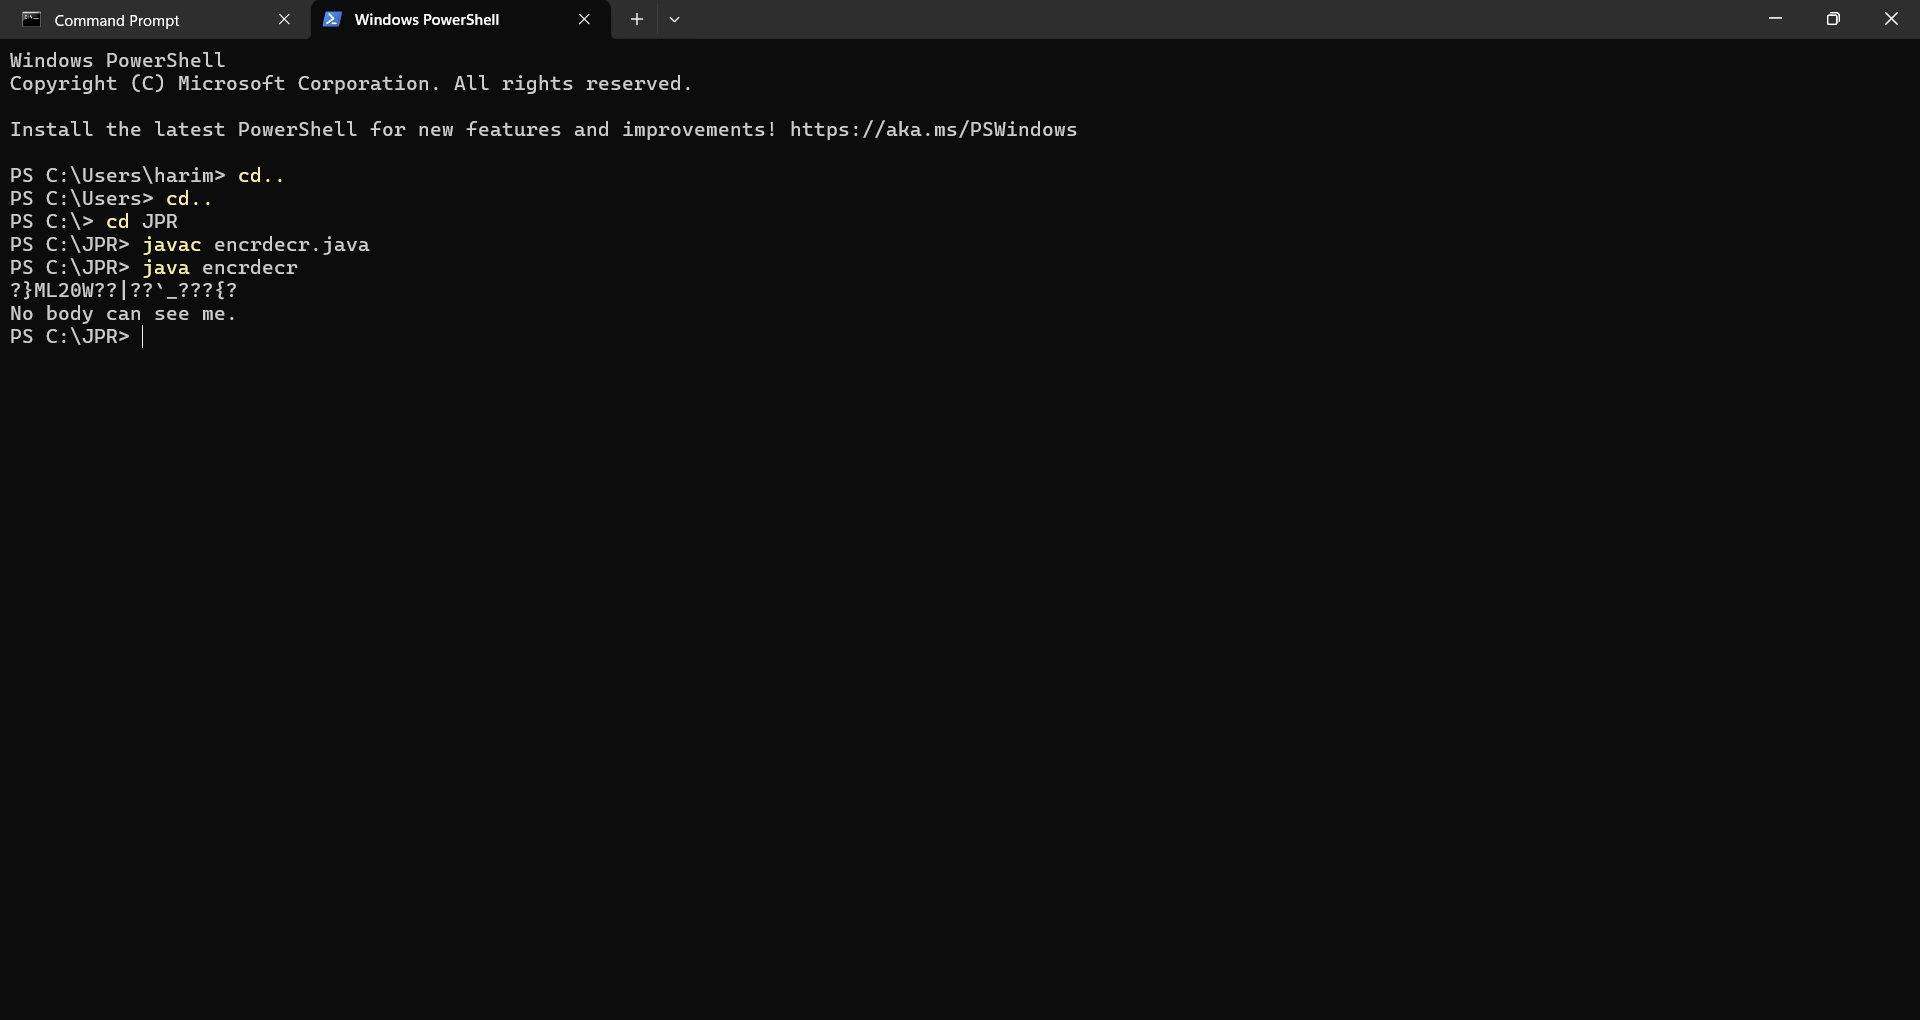 Command Prompt
Windows PowerShell
Windows PowerShell
Copyright (C) Microsoft Corporation. All rights reserved.
Install the latest PowerShell for new features and improvements! https://aka.ms/PSWindows
PS C:\Users\harim> cd..
PS C:\Users> cd..
PS C:\> cd JPR
PS C:\JPR> javac encrdecr.java
PS C:\JPR> java encrdecr
?}ML20W??|??`_???{?
No body can see me.
PS C:\JPR>